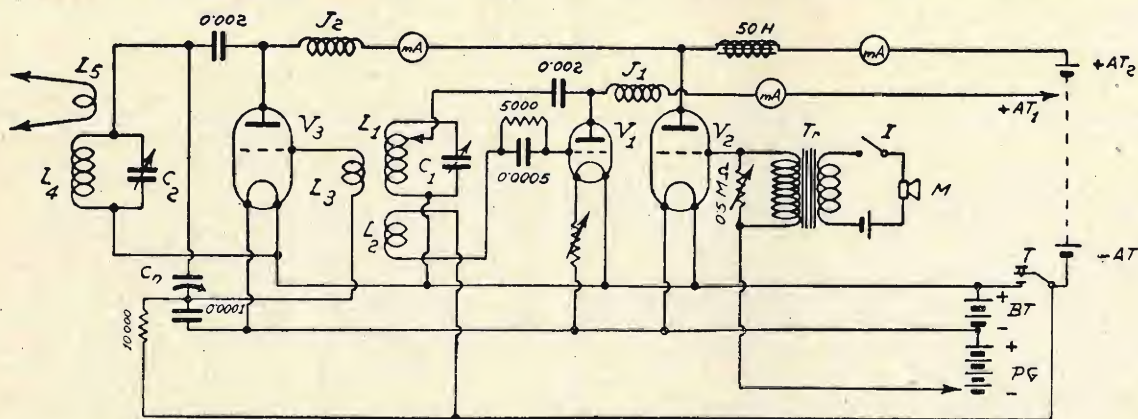 0.002
J2
mA
50H
mA
+AT2
L5
0.002
J1
mA
+AT1
V3
L1
C1
5000
V1
V2
Tr
I
L4
C2
L3
0.0005
0.5 MΩ
M
L2
T
-AT
Cn
0.0001
10000
+
BT
-
+
PG
-